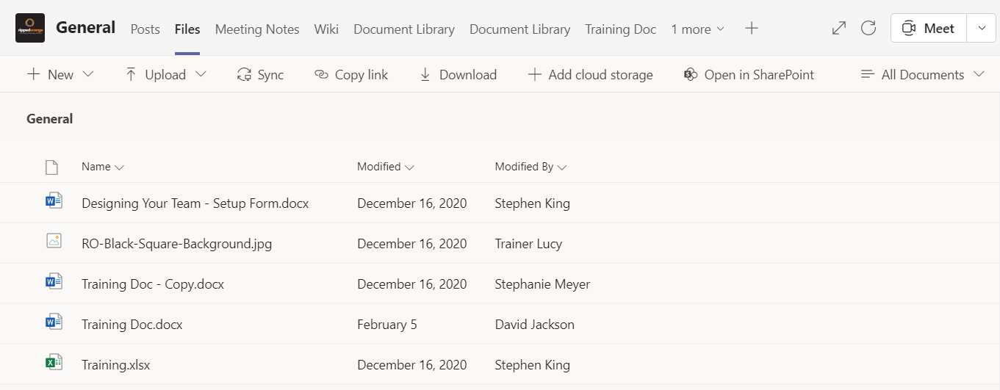 rippedorange
General Posts Files Meeting Notes Wiki Document Library Document Library Training Doc 1 more Meet
New Upload Sync Copy link Download Add cloud storage Open in SharePoint All Documents
General
Name Modified Modified By
Designing Your Team - Setup Form.docx December 16, 2020 Stephen King
RO-Black-Square-Background.jpg December 16, 2020 Trainer Lucy
Training Doc - Copy.docx December 16, 2020 Stephanie Meyer
Training Doc.docx February 5 David Jackson
Training.xlsx December 16, 2020 Stephen King